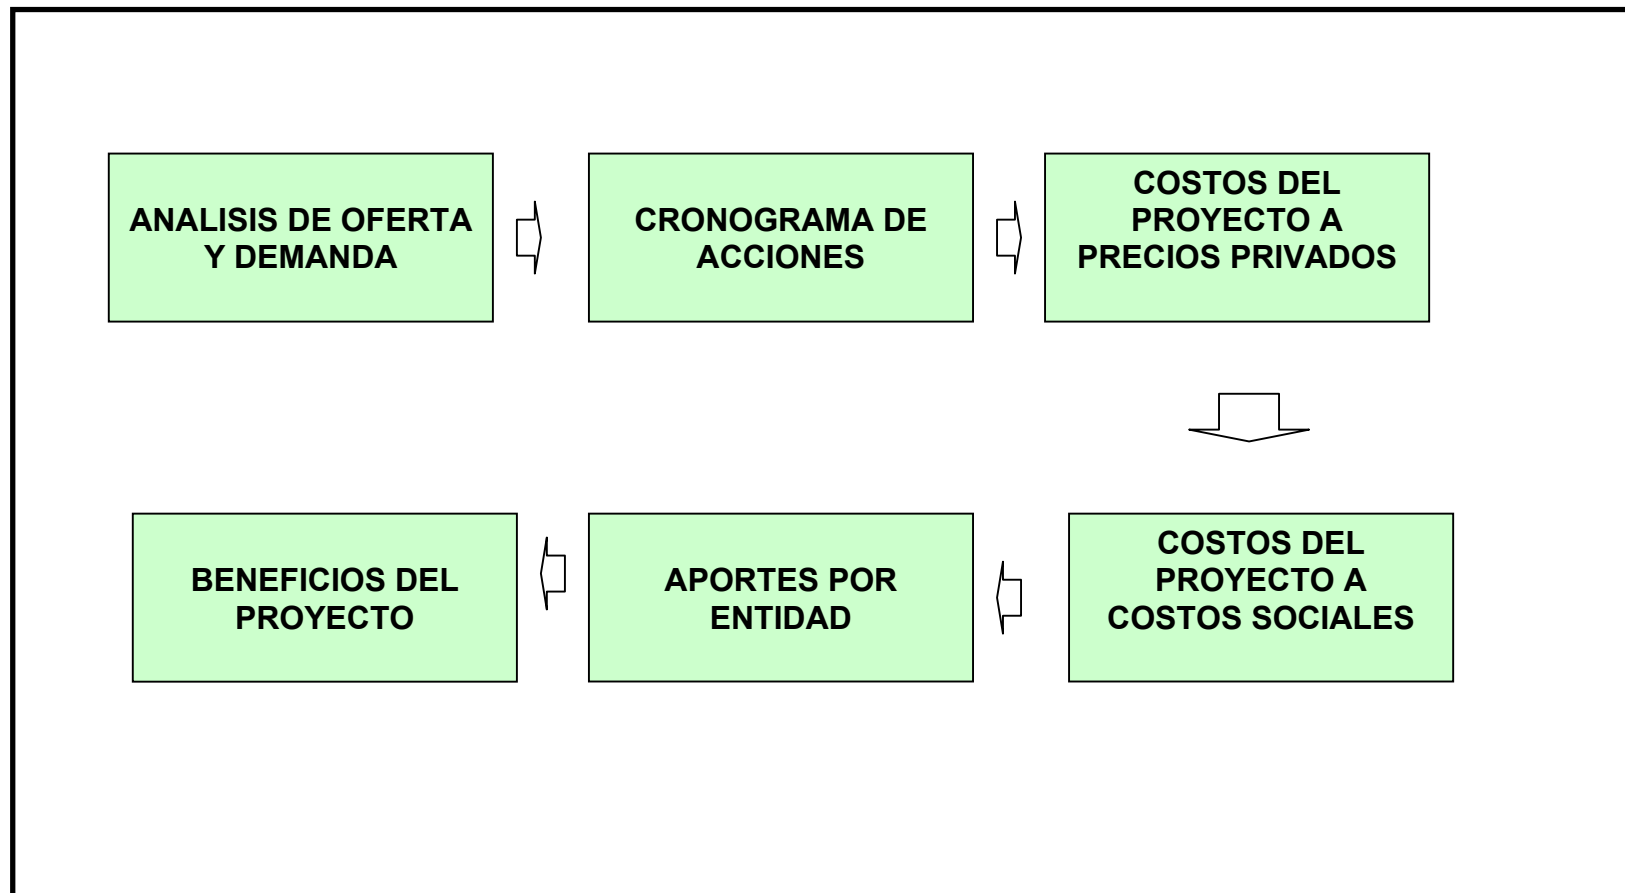 ANALISIS DE OFERTA
Y DEMANDA
CRONOGRAMA DE
ACCIONES
COSTOS DEL
PROYECTO A
PRECIOS PRIVADOS
COSTOS DEL
PROYECTO A
COSTOS SOCIALES
APORTES POR
ENTIDAD
BENEFICIOS DEL
PROYECTO